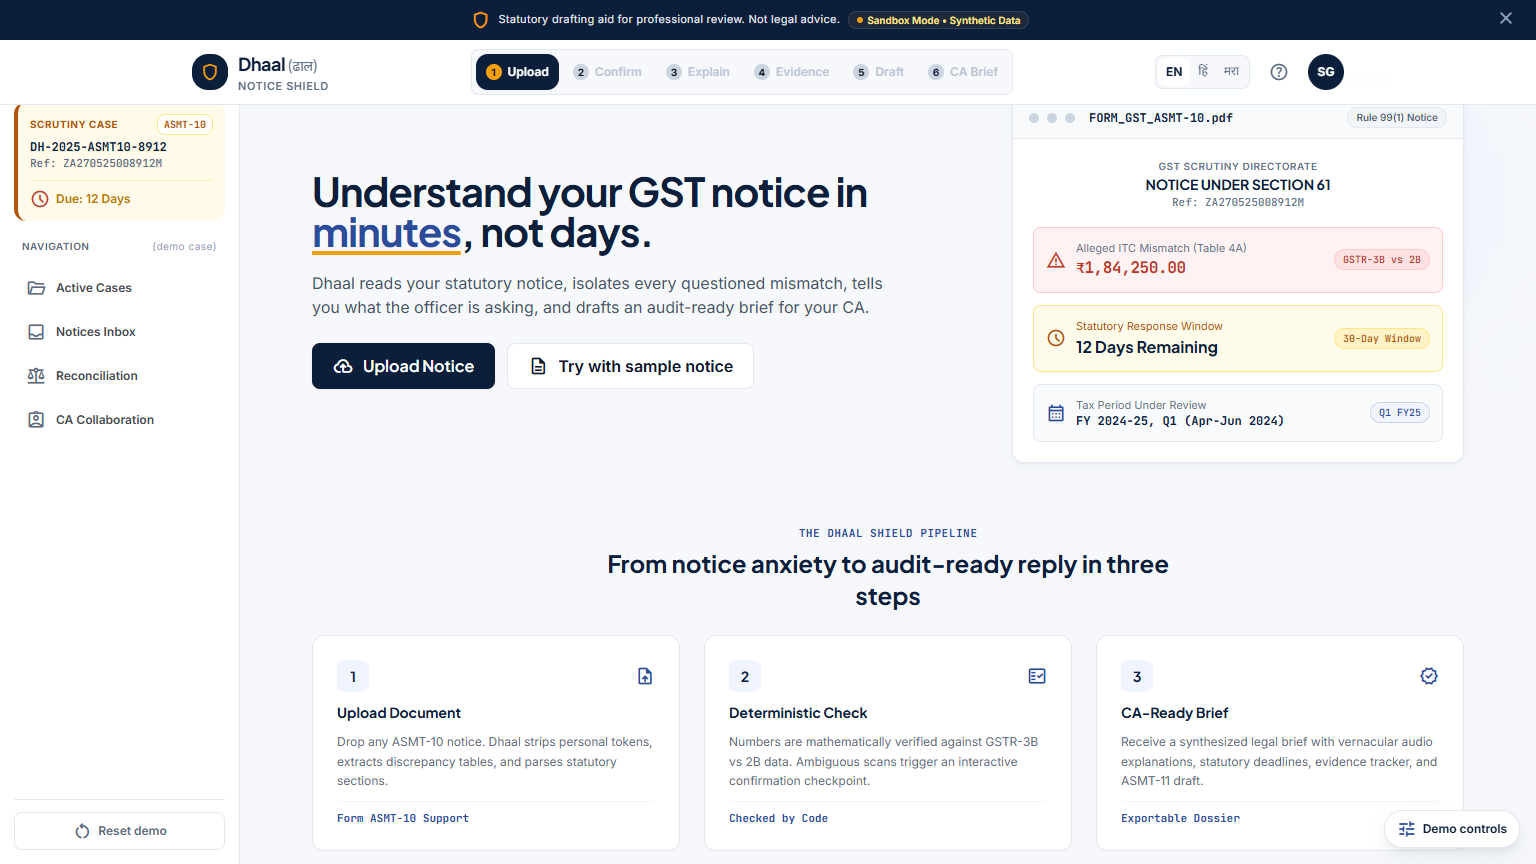 Statutory drafting aid for professional review. Not legal advice.
Sandbox Mode • Synthetic Data
Dhaal (ढाल)
NOTICE SHIELD
1 Upload
2 Confirm
3 Explain
4 Evidence
5 Draft
6 CA Brief
EN
हिं
मरा
SG
SCRUTINY CASE
ASMT-10
DH-2025-ASMT10-8912
Ref: ZA270525008912M
Due: 12 Days
NAVIGATION
(demo case)
Active Cases
Notices Inbox
Reconciliation
CA Collaboration
Reset demo
Understand your GST notice in
minutes, not days.
Dhaal reads your statutory notice, isolates every questioned mismatch, tells
you what the officer is asking, and drafts an audit-ready brief for your CA.
Upload Notice
Try with sample notice
FORM_GST_ASMT-10.pdf
Rule 99(1) Notice
GST SCRUTINY DIRECTORATE
NOTICE UNDER SECTION 61
Ref: ZA270525008912M
Alleged ITC Mismatch (Table 4A)
₹1,84,250.00
GSTR-3B vs 2B
Statutory Response Window
12 Days Remaining
30-Day Window
Tax Period Under Review
FY 2024-25, Q1 (Apr-Jun 2024)
Q1 FY25
THE DHAAL SHIELD PIPELINE
From notice anxiety to audit-ready reply in three
steps
1
Upload Document
Drop any ASMT-10 notice. Dhaal strips personal tokens,
extracts discrepancy tables, and parses statutory
sections.
Form ASMT-10 Support
2
Deterministic Check
Numbers are mathematically verified against GSTR-3B
vs 2B data. Ambiguous scans trigger an interactive
confirmation checkpoint.
Checked by Code
3
CA-Ready Brief
Receive a synthesized legal brief with vernacular audio
explanations, statutory deadlines, evidence tracker, and
ASMT-11 draft.
Exportable Dossier
Demo controls